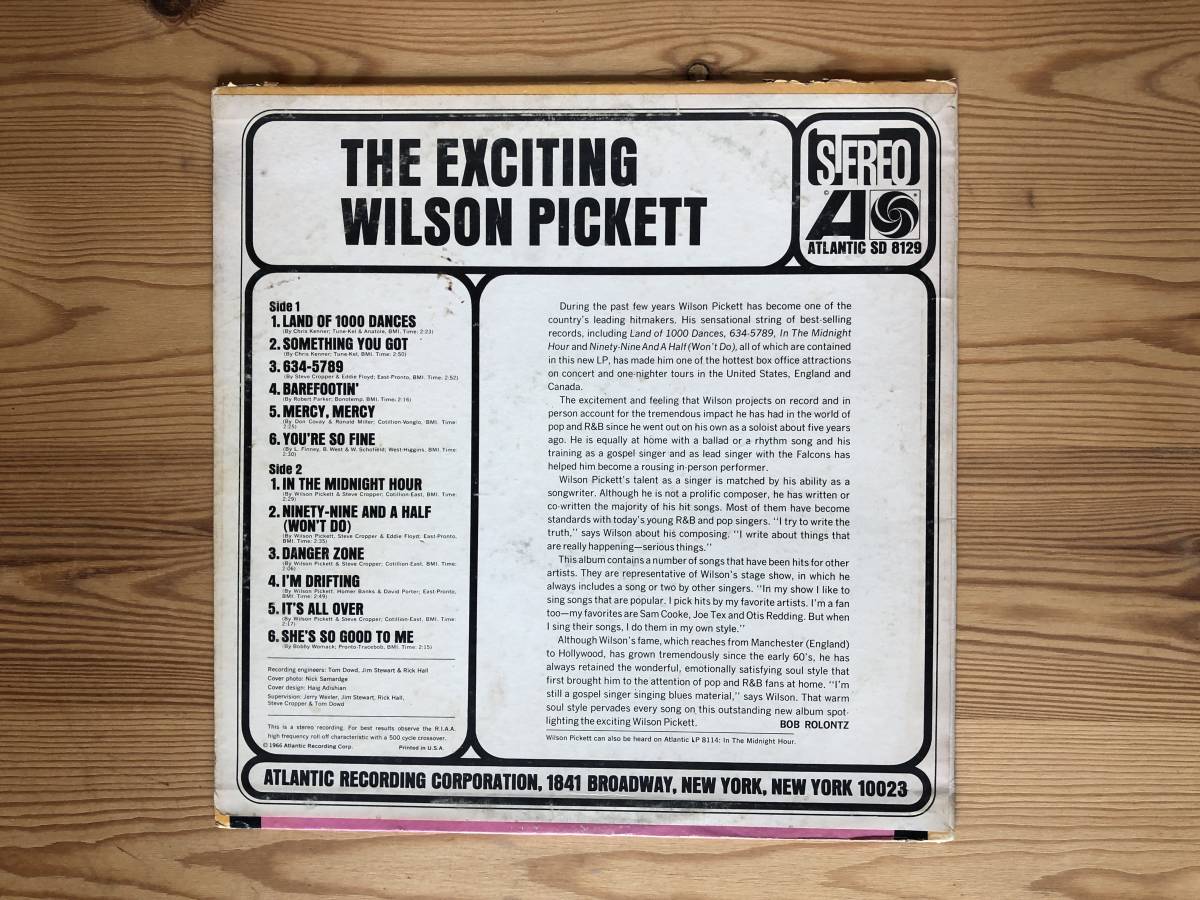 THE EXCITING
WILSON PICKETT
STEREO
ATLANTIC SD 8129
Side 1
1. LAND OF 1000 DANCES
(By Chris Kenner; Tune-Kel & Anatole, BMI. Time: 2:23)
2. SOMETHING YOU GOT
(By Chris Kenner; Tune-Kel, BMI. Time: 2:50)
3. 634-5789
(By Steve Cropper & Eddie Floyd; East-Pronto, BMI. Time: 2:52)
4. BAREFOOTIN'
(By Robert Parker; Bonotemp, BMI. Time: 2:16)
5. MERCY, MERCY
(By Don Covay & Ronald Miller; Cotillion-Vonglo, BMI. Time:
2:25)
6. YOU'RE SO FINE
(By L. Finney, B. West & W. Schofield; West-Higgins, BMI. Time:
2:30)
Side 2
1. IN THE MIDNIGHT HOUR
(By Wilson Pickett & Steve Cropper; Cotillion-East, BMI. Time:
2:29)
2. NINETY-NINE AND A HALF
(WON'T DO)
(By Wilson Pickett, Steve Cropper & Eddie Floyd; East-Pronto,
BMI. Time: 2:35)
3. DANGER ZONE
(By Wilson Pickett & Steve Cropper; Cotillion-East, BMI. Time:
2:06)
4. I'M DRIFTING
(By Wilson Pickett, Homer Banks & David Porter; East-Pronto,
BMI. Time: 2:49)
5. IT'S ALL OVER
(By Wilson Pickett & Steve Cropper; Cotillion-East, BMI. Time:
2:17)
6. SHE'S SO GOOD TO ME
(By Bobby Womack; Pronto-Tracebob, BMI. Time: 2:15)
Recording engineers: Tom Dowd, Jim Stewart & Rick Hall
Cover photo: Nick Samardge
Cover design: Haig Adishian
Supervision: Jerry Wexler, Jim Stewart, Rick Hall,
Steve Cropper & Tom Dowd
This is a stereo recording. For best results observe the R.I.A.A.
high frequency roll off characteristic with a 500 cycle crossover.
© 1966 Atlantic Recording Corp. Printed in U.S.A.
During the past few years Wilson Pickett has become one of the
country's leading hitmakers. His sensational string of best-selling
records, including Land of 1000 Dances, 634-5789, In The Midnight
Hour and Ninety-Nine And A Half (Won't Do), all of which are contained
in this new LP, has made him one of the hottest box office attractions
on concert and one-nighter tours in the United States, England and
Canada.
The excitement and feeling that Wilson projects on record and in
person account for the tremendous impact he has had in the world of
pop and R&B since he went out on his own as a soloist about five years
ago. He is equally at home with a ballad or a rhythm song and his
training as a gospel singer and as lead singer with the Falcons has
helped him become a rousing in-person performer.
Wilson Pickett's talent as a singer is matched by his ability as a
songwriter. Although he is not a prolific composer, he has written or
co-written the majority of his hit songs. Most of them have become
standards with today's young R&B and pop singers. "I try to write the
truth," says Wilson about his composing. "I write about things that
are really happening—serious things."
This album contains a number of songs that have been hits for other
artists. They are representative of Wilson's stage show, in which he
always includes a song or two by other singers. "In my show I like to
sing songs that are popular. I pick hits by my favorite artists. I'm a fan
too—my favorites are Sam Cooke, Joe Tex and Otis Redding. But when
I sing their songs, I do them in my own style."
Although Wilson's fame, which reaches from Manchester (England)
to Hollywood, has grown tremendously since the early 60's, he has
always retained the wonderful, emotionally satisfying soul style that
first brought him to the attention of pop and R&B fans at home. "I'm
still a gospel singer singing blues material," says Wilson. That warm
soul style pervades every song on this outstanding new album spot-
lighting the exciting Wilson Pickett. BOB ROLONTZ
Wilson Pickett can also be heard on Atlantic LP 8114: In The Midnight Hour.
ATLANTIC RECORDING CORPORATION, 1841 BROADWAY, NEW YORK, NEW YORK 10023